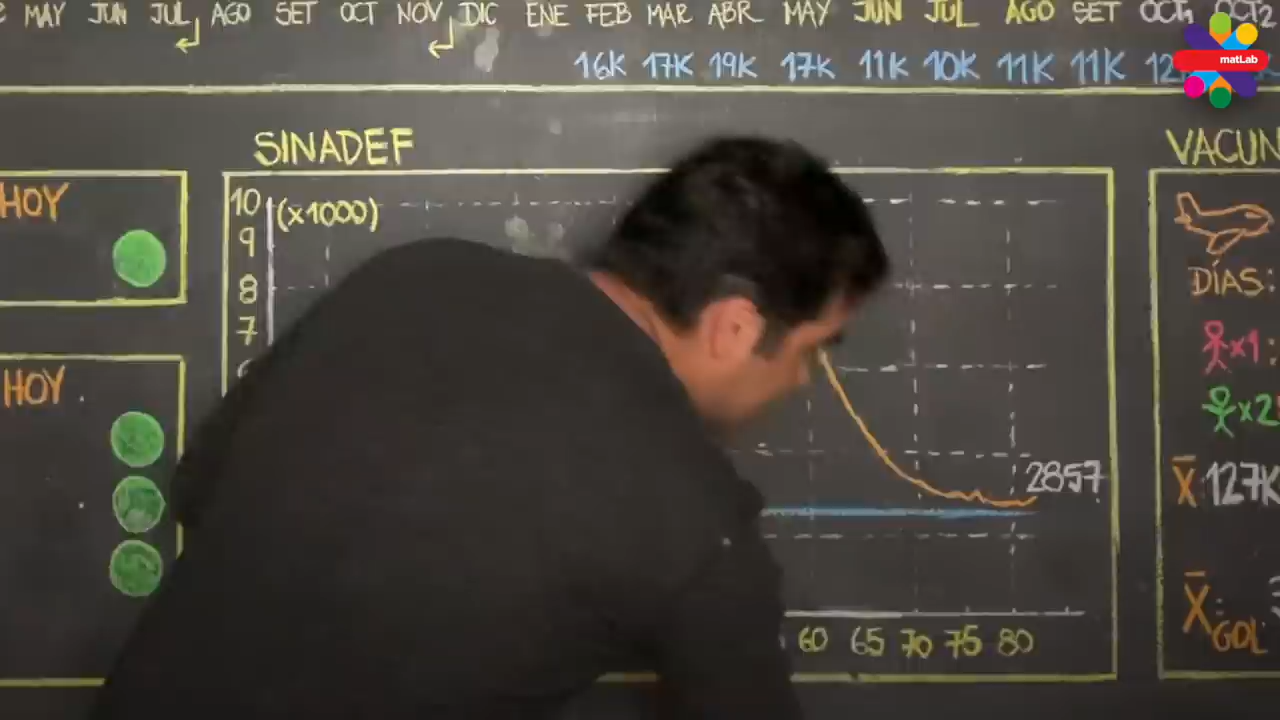 MAY JUN JUL AGO SET OCT NOV DIC ENE FEB MAR ABR MAY JUN JUL AGO SET OCT1 OCT2
16K 17K 19K 17K 11K 10K 11K 11K
matLab
SINADEF
VACUN
HOY
10 (x1000)
9
8
7
DÍAS:
x1:
HOY
x2
2857
X 127K
X: GOL
60 65 70 75 80